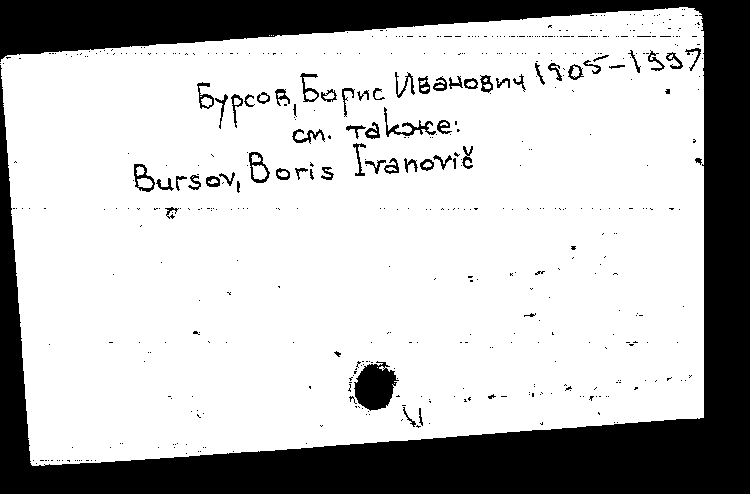 Бурсов, Борис Иванович 1905-1997
см. также:
Bursov, Boris Ivanovič